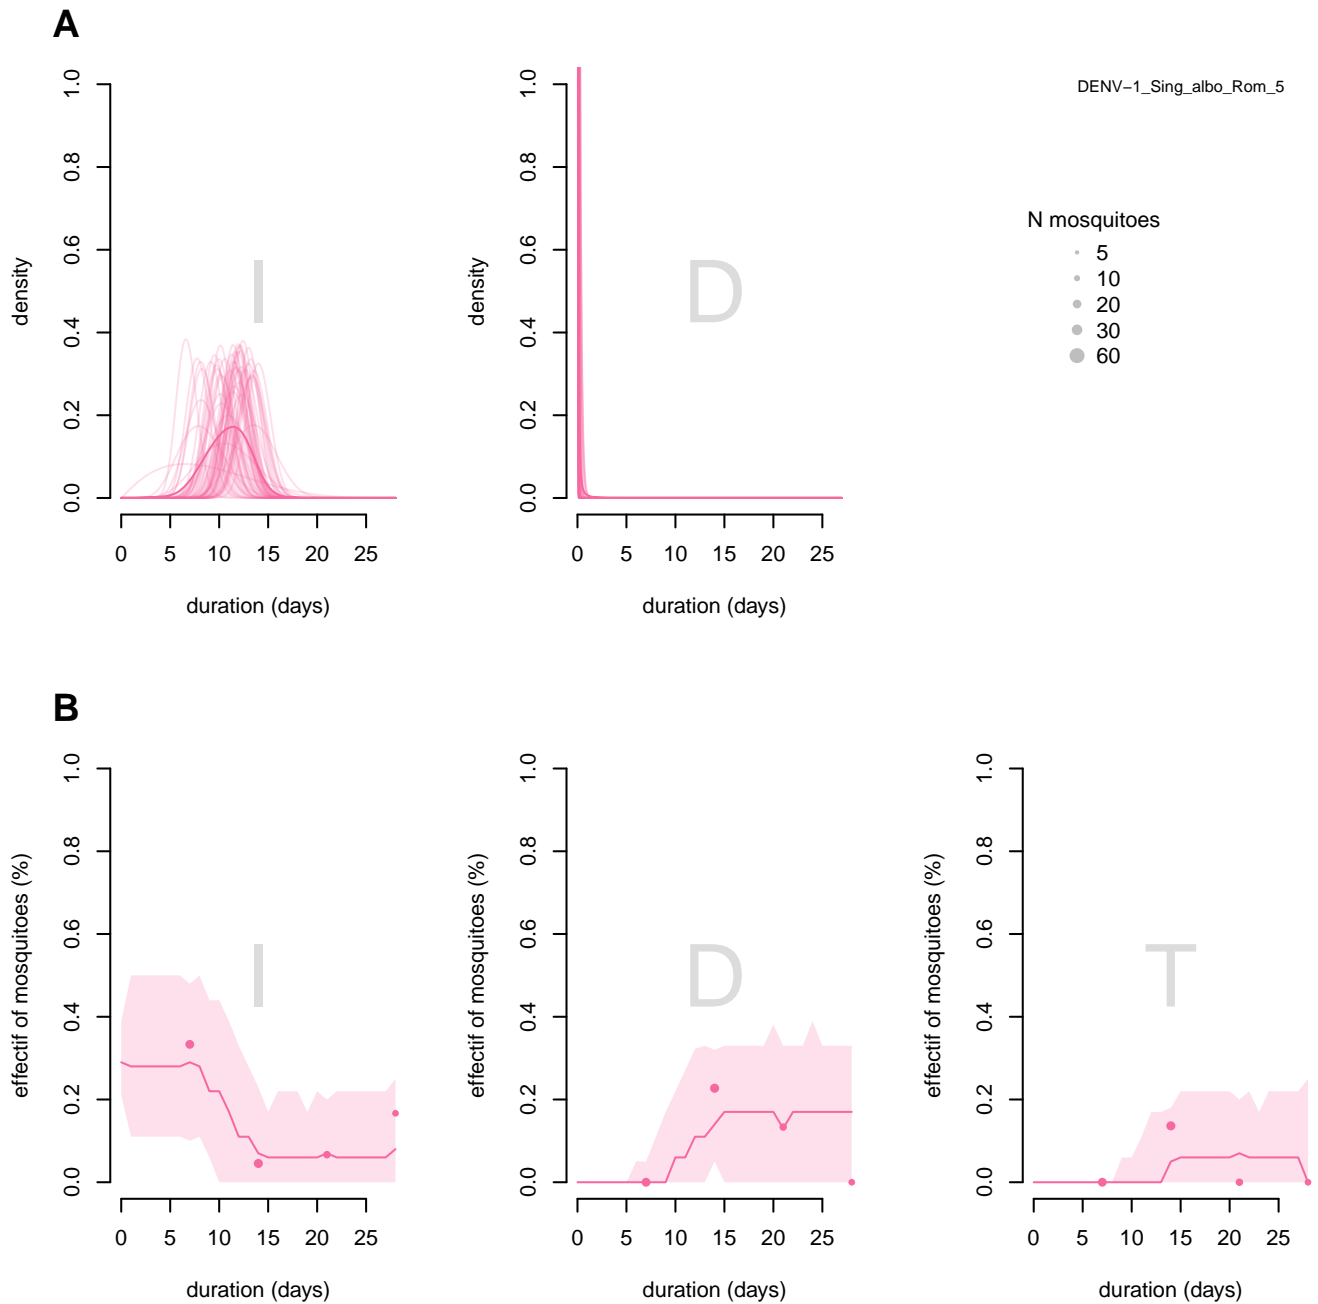 A
density
0.0 0.2 0.4 0.6 0.8 1.0
I
0 5 10 15 20 25
duration (days)
density
0.0 0.2 0.4 0.6 0.8 1.0
D
0 5 10 15 20 25
duration (days)
DENV−1_Sing_albo_Rom_5
N mosquitoes
5
10
20
30
60
B
effectif of mosquitoes (%)
0.0 0.2 0.4 0.6 0.8 1.0
I
0 5 10 15 20 25
duration (days)
effectif of mosquitoes (%)
0.0 0.2 0.4 0.6 0.8 1.0
D
0 5 10 15 20 25
duration (days)
effectif of mosquitoes (%)
0.0 0.2 0.4 0.6 0.8 1.0
T
0 5 10 15 20 25
duration (days)